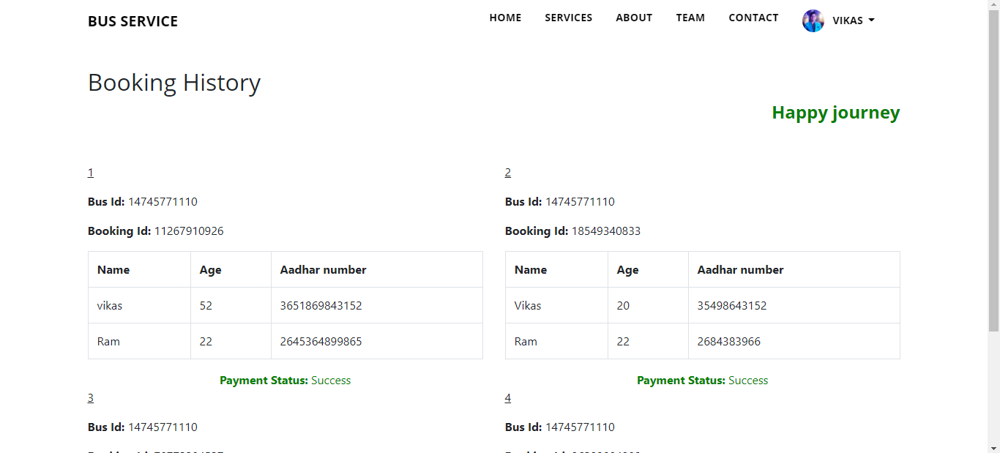 BUS SERVICE
HOME SERVICES ABOUT TEAM CONTACT VIKAS
Booking History
Happy journey
1
Bus Id: 14745771110
Booking Id: 11267910926
Name Age Aadhar number
vikas 52 3651869843152
Ram 22 2645364899865
Payment Status: Success
2
Bus Id: 14745771110
Booking Id: 18549340833
Name Age Aadhar number
Vikas 20 35498643152
Ram 22 2684383966
Payment Status: Success
3
Bus Id: 14745771110
4
Bus Id: 14745771110